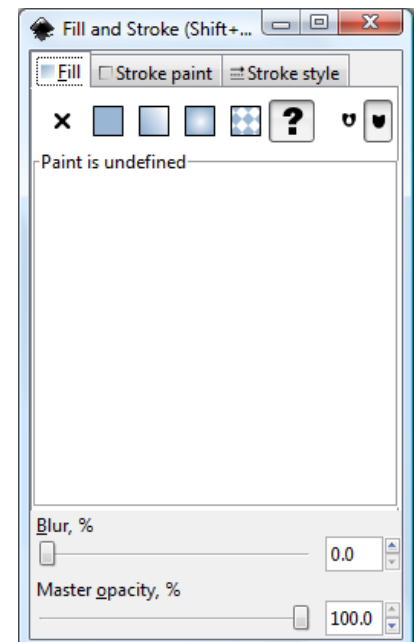 Fill and Stroke (Shift+...
Fill Stroke paint Stroke style
?
Paint is undefined
Blur, %
0.0
Master opacity, %
100.0